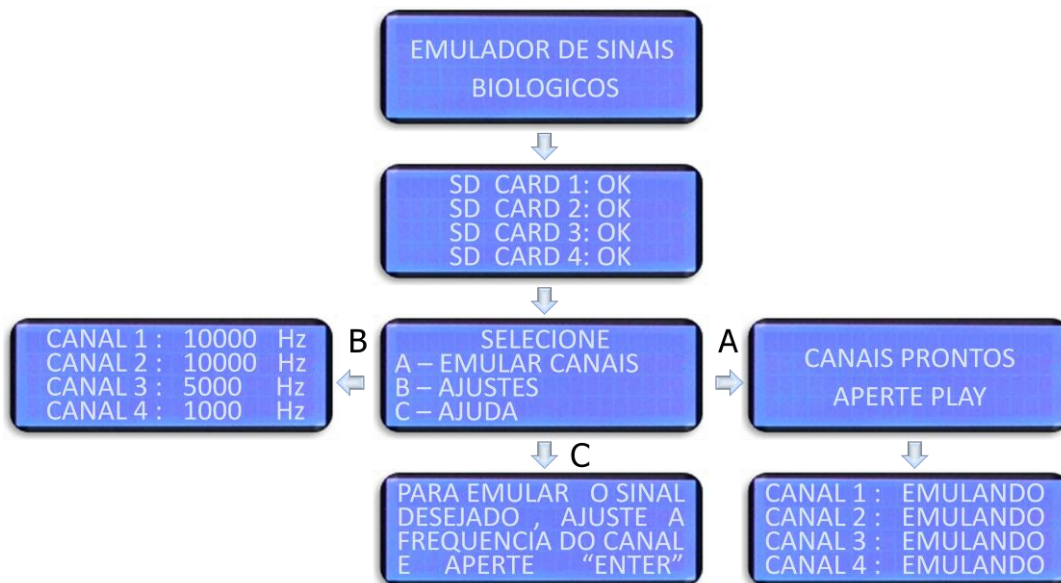 EMULADOR DE SINAIS
BIOLOGICOS
SD CARD 1: OK
SD CARD 2: OK
SD CARD 3: OK
SD CARD 4: OK
B
CANAL 1 : 10000 Hz
CANAL 2 : 10000 Hz
CANAL 3 : 5000 Hz
CANAL 4 : 1000 Hz
SELECIONE
A – EMULAR CANAIS
B – AJUSTES
C – AJUDA
A
CANAIS PRONTOS
APERTE PLAY
C
PARA EMULAR O SINAL
DESEJADO , AJUSTE A
FREQUENCIA DO CANAL
E APERTE “ENTER”
CANAL 1 : EMULANDO
CANAL 2 : EMULANDO
CANAL 3 : EMULANDO
CANAL 4 : EMULANDO